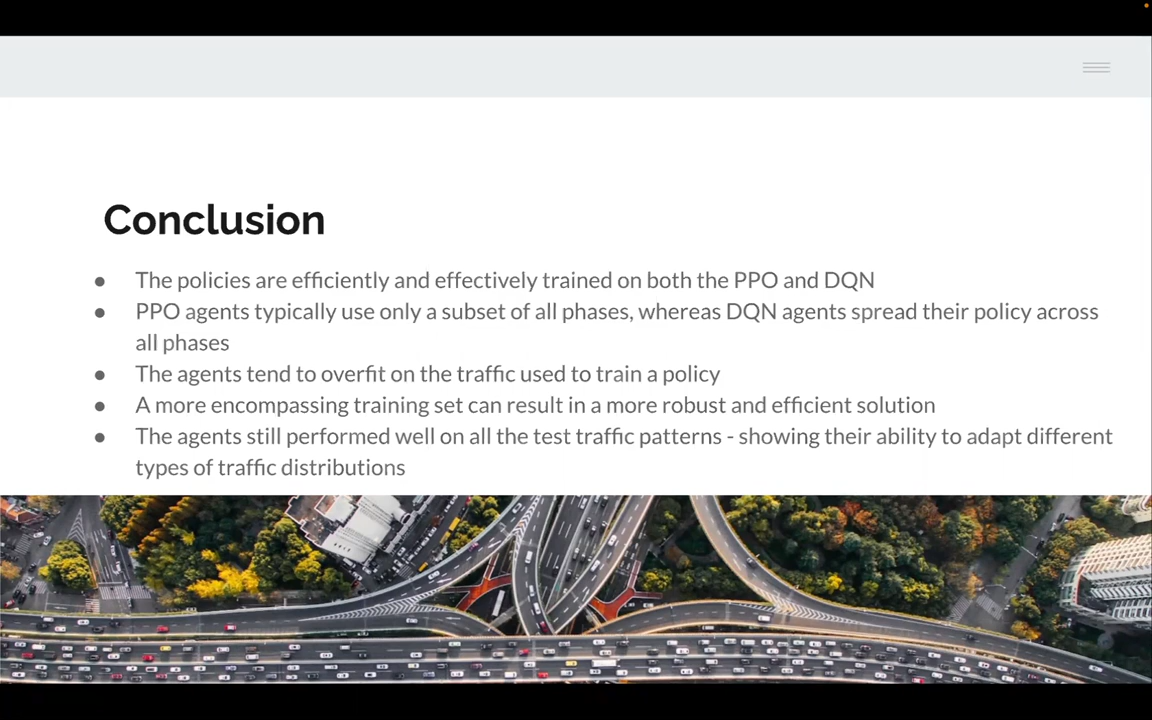 Conclusion
● The policies are efficiently and effectively trained on both the PPO and DQN
● PPO agents typically use only a subset of all phases, whereas DQN agents spread their policy across
all phases
● The agents tend to overfit on the traffic used to train a policy
● A more encompassing training set can result in a more robust and efficient solution
● The agents still performed well on all the test traffic patterns - showing their ability to adapt different
types of traffic distributions